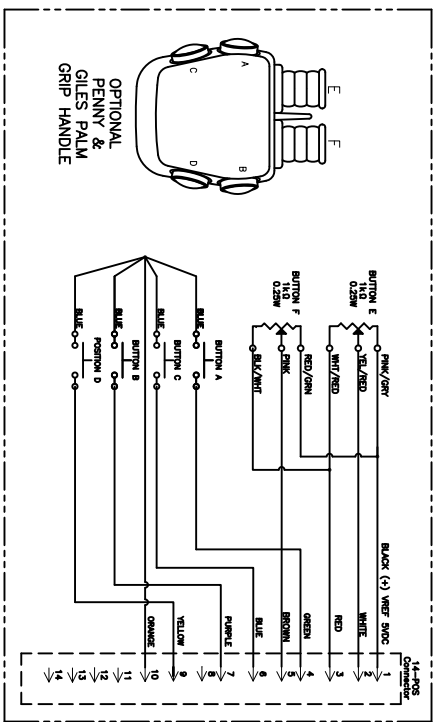 E
F
A
B
C
D
OPTIONAL
PENNY &
GILES PALM
GRIP HANDLE
BUTTON E
1kΩ
0.25W
BUTTON F
1kΩ
0.25W
PINK/GRY
YEL/RED
WHT/RED
RED/GRN
PINK
BLK/WHT
BLUE
BUTTON A
BLUE
BUTTON C
BLUE
BUTTON B
BLUE
POSITION D
BLACK (+) VREF 5VDC
WHITE
RED
GREEN
BROWN
BLUE
PURPLE
YELLOW
ORANGE
14-POS
Connector
1
2
3
4
5
6
7
8
9
10
11
12
13
14